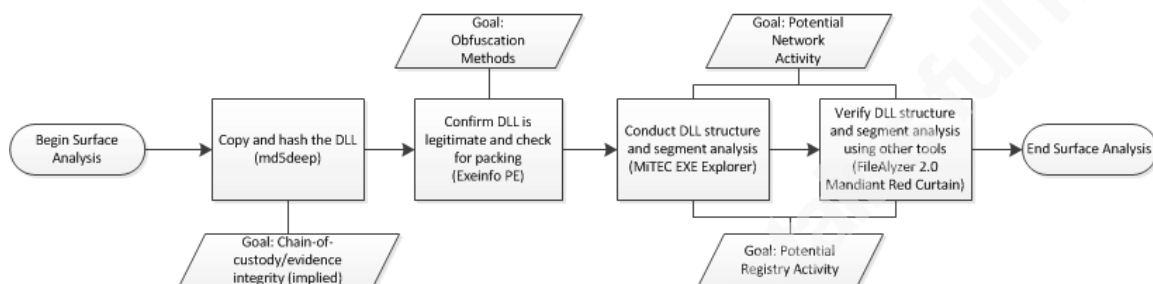 Goal:
Obfuscation
Methods
Goal: Potential
Network
Activity
Begin Surface
Analysis
Copy and hash the DLL
(md5deep)
Confirm DLL is
legitimate and check
for packing
(Exeinfo PE)
Conduct DLL structure
and segment analysis
(MiTEC EXE Explorer)
Verify DLL structure
and segment analysis
using other tools
(FileAlyzer 2.0
Mandiant Red Curtain)
End Surface Analysis
Goal: Chain-of-
custody/evidence
integrity (implied)
Goal: Potential
Registry Activity
full